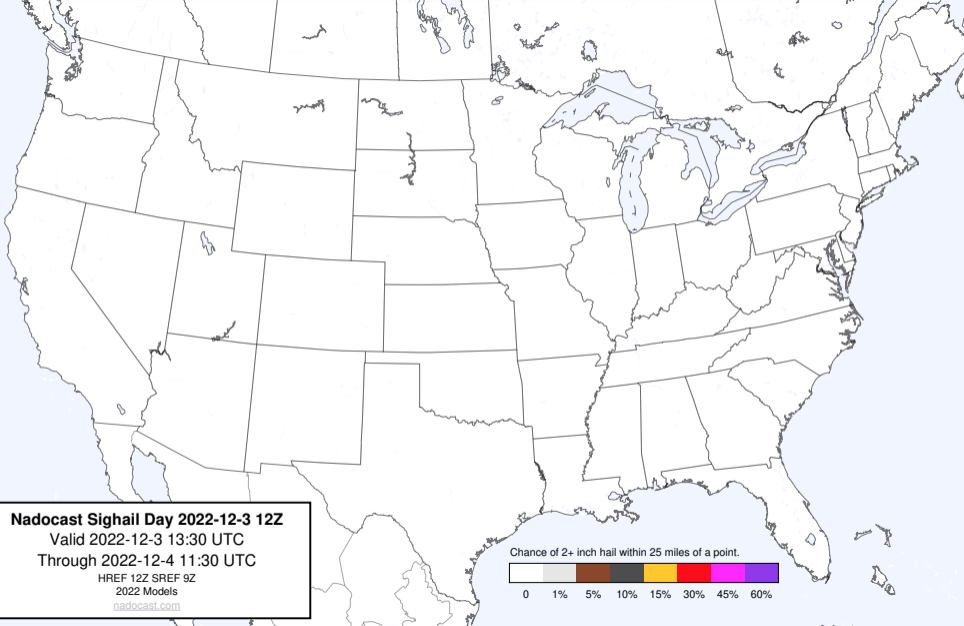 Nadocast Sighail Day 2022-12-3 12Z
Valid 2022-12-3 13:30 UTC
Through 2022-12-4 11:30 UTC
HREF 12Z SREF 9Z
2022 Models
nadocast.com
Chance of 2+ inch hail within 25 miles of a point.
0 1% 5% 10% 15% 30% 45% 60%